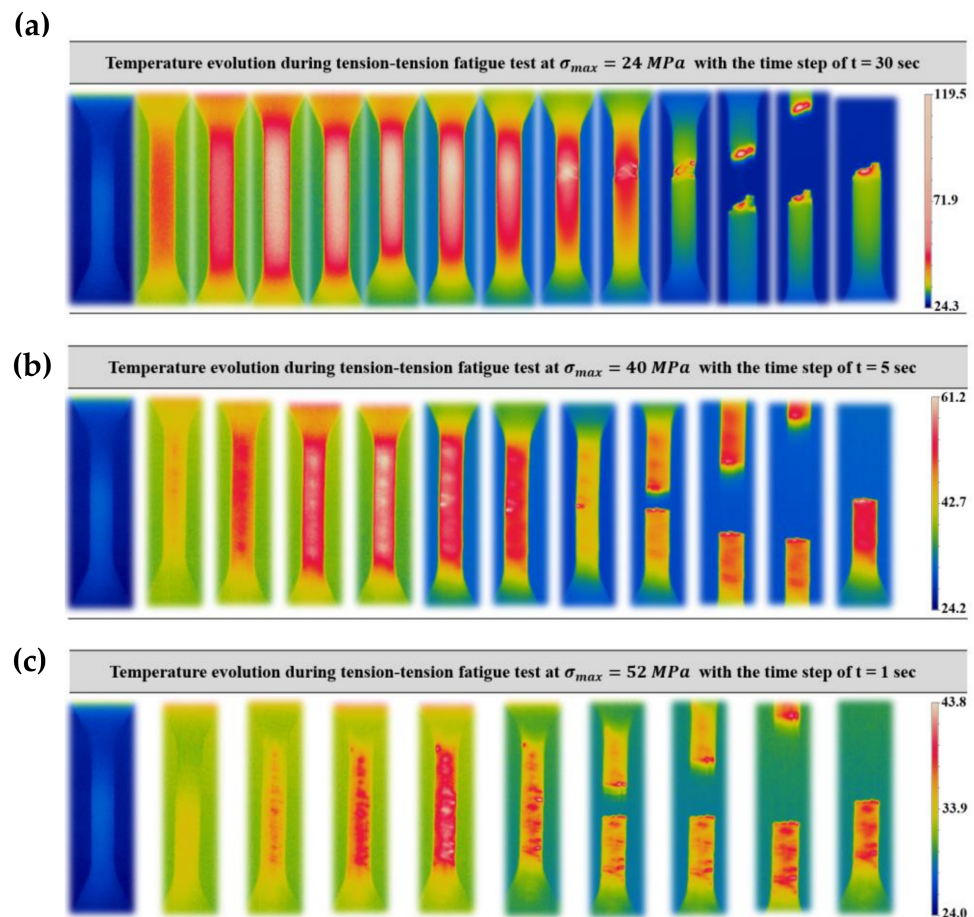 (a)
Temperature evolution during tension-tension fatigue test at σmax = 24 MPa with the time step of t = 30 sec
119.5
71.9
24.3
(b)
Temperature evolution during tension-tension fatigue test at σmax = 40 MPa with the time step of t = 5 sec
61.2
42.7
24.2
(c)
Temperature evolution during tension-tension fatigue test at σmax = 52 MPa with the time step of t = 1 sec
43.8
33.9
24.0